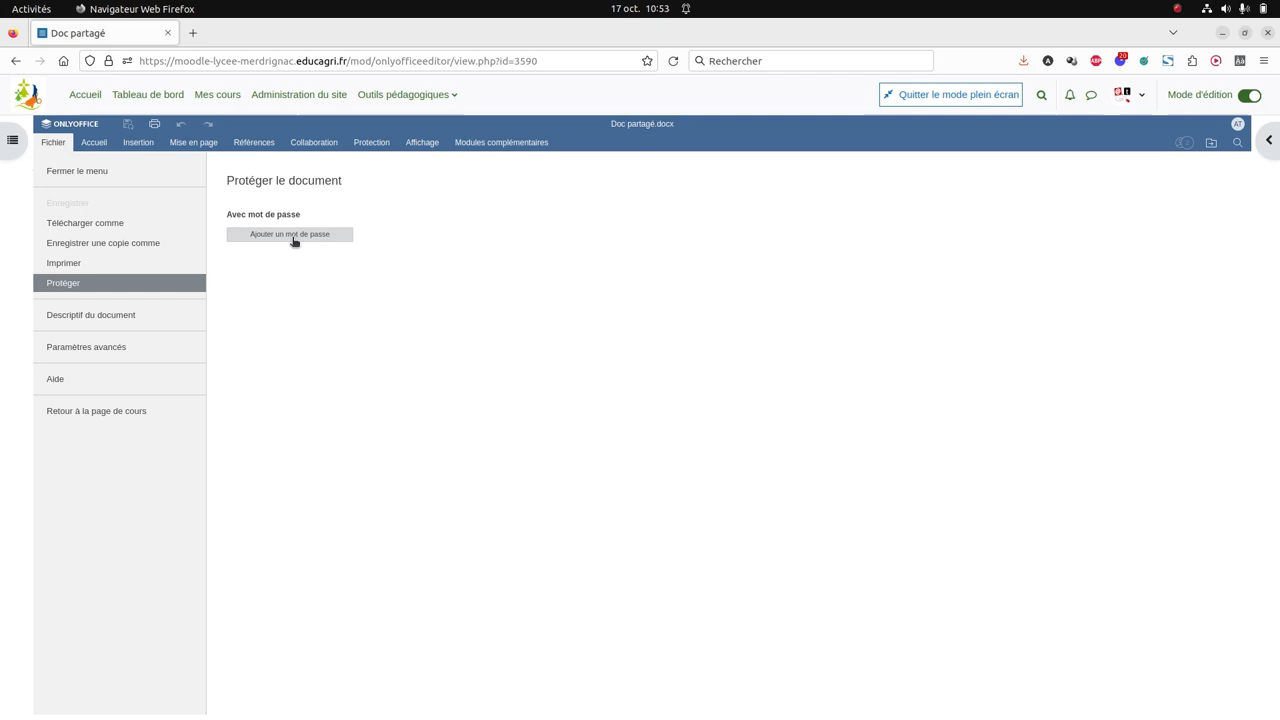 Activités Navigateur Web Firefox 17 oct. 10:53
Doc partagé
https://moodle-lycee-merdrignac.educagri.fr/mod/onlyofficeeditor/view.php?id=3590 Rechercher 20
Accueil Tableau de bord Mes cours Administration du site Outils pédagogiques Quitter le mode plein écran Mode d'édition
ONLYOFFICE Doc partagé.docx AT
Fichier Accueil Insertion Mise en page Références Collaboration Protection Affichage Modules complémentaires
Fermer le menu
Enregistrer
Télécharger comme
Enregistrer une copie comme
Imprimer
Protéger
Descriptif du document
Paramètres avancés
Aide
Retour à la page de cours
Protéger le document
Avec mot de passe
Ajouter un mot de passe